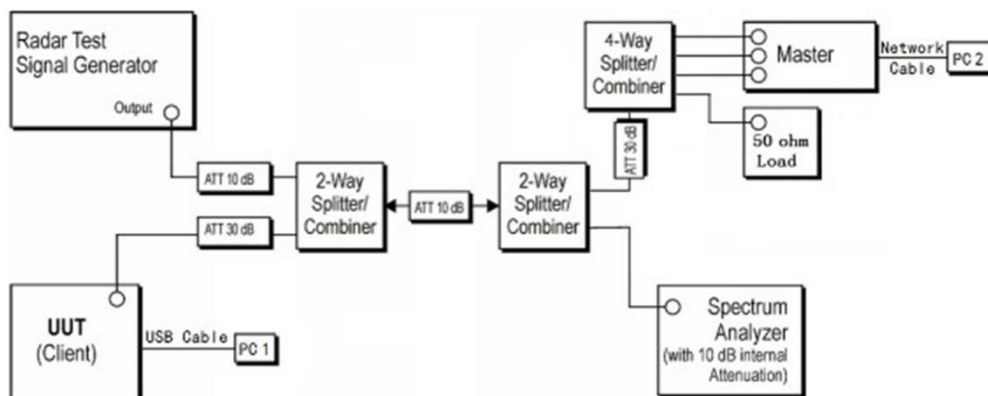 Radar Test
Signal Generator
Output
4-Way
Splitter/
Combiner
Master
Network
Cable
PC 2
50 ohm
Load
ATT 30 dB
ATT 10 dB
2-Way
Splitter/
Combiner
ATT 10 dB
2-Way
Splitter/
Combiner
ATT 30 dB
UUT
(Client)
USB Cable
PC 1
Spectrum
Analyzer
(with 10 dB internal
Attenuation)